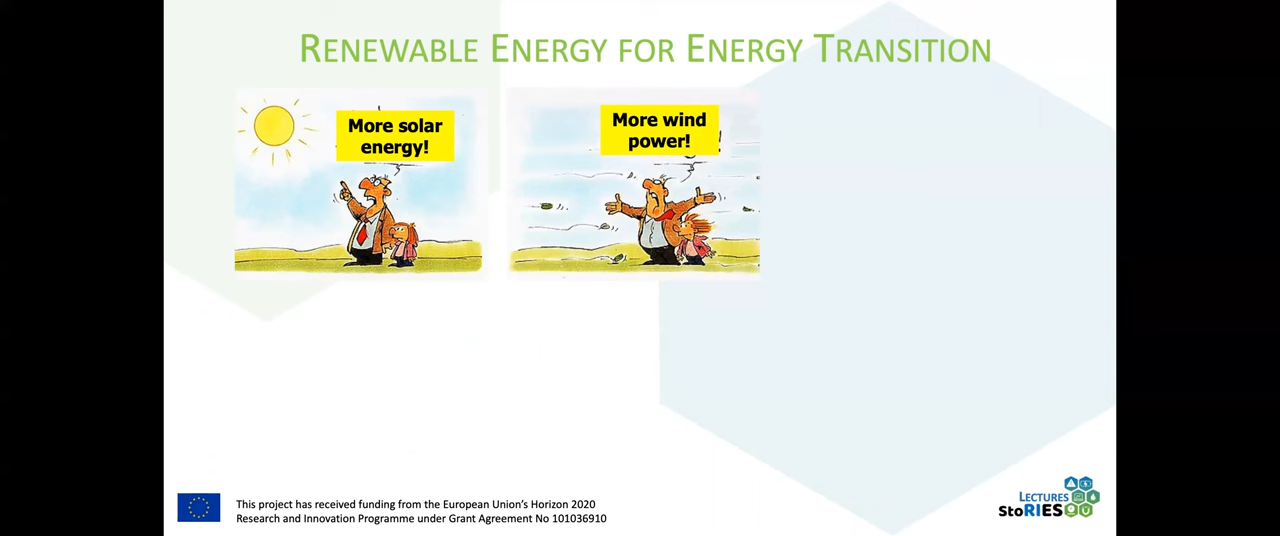 RENEWABLE ENERGY FOR ENERGY TRANSITION
More solar
energy!
More wind
power!
This project has received funding from the European Union's Horizon 2020
Research and Innovation Programme under Grant Agreement No 101036910
LECTURES
StoRIES